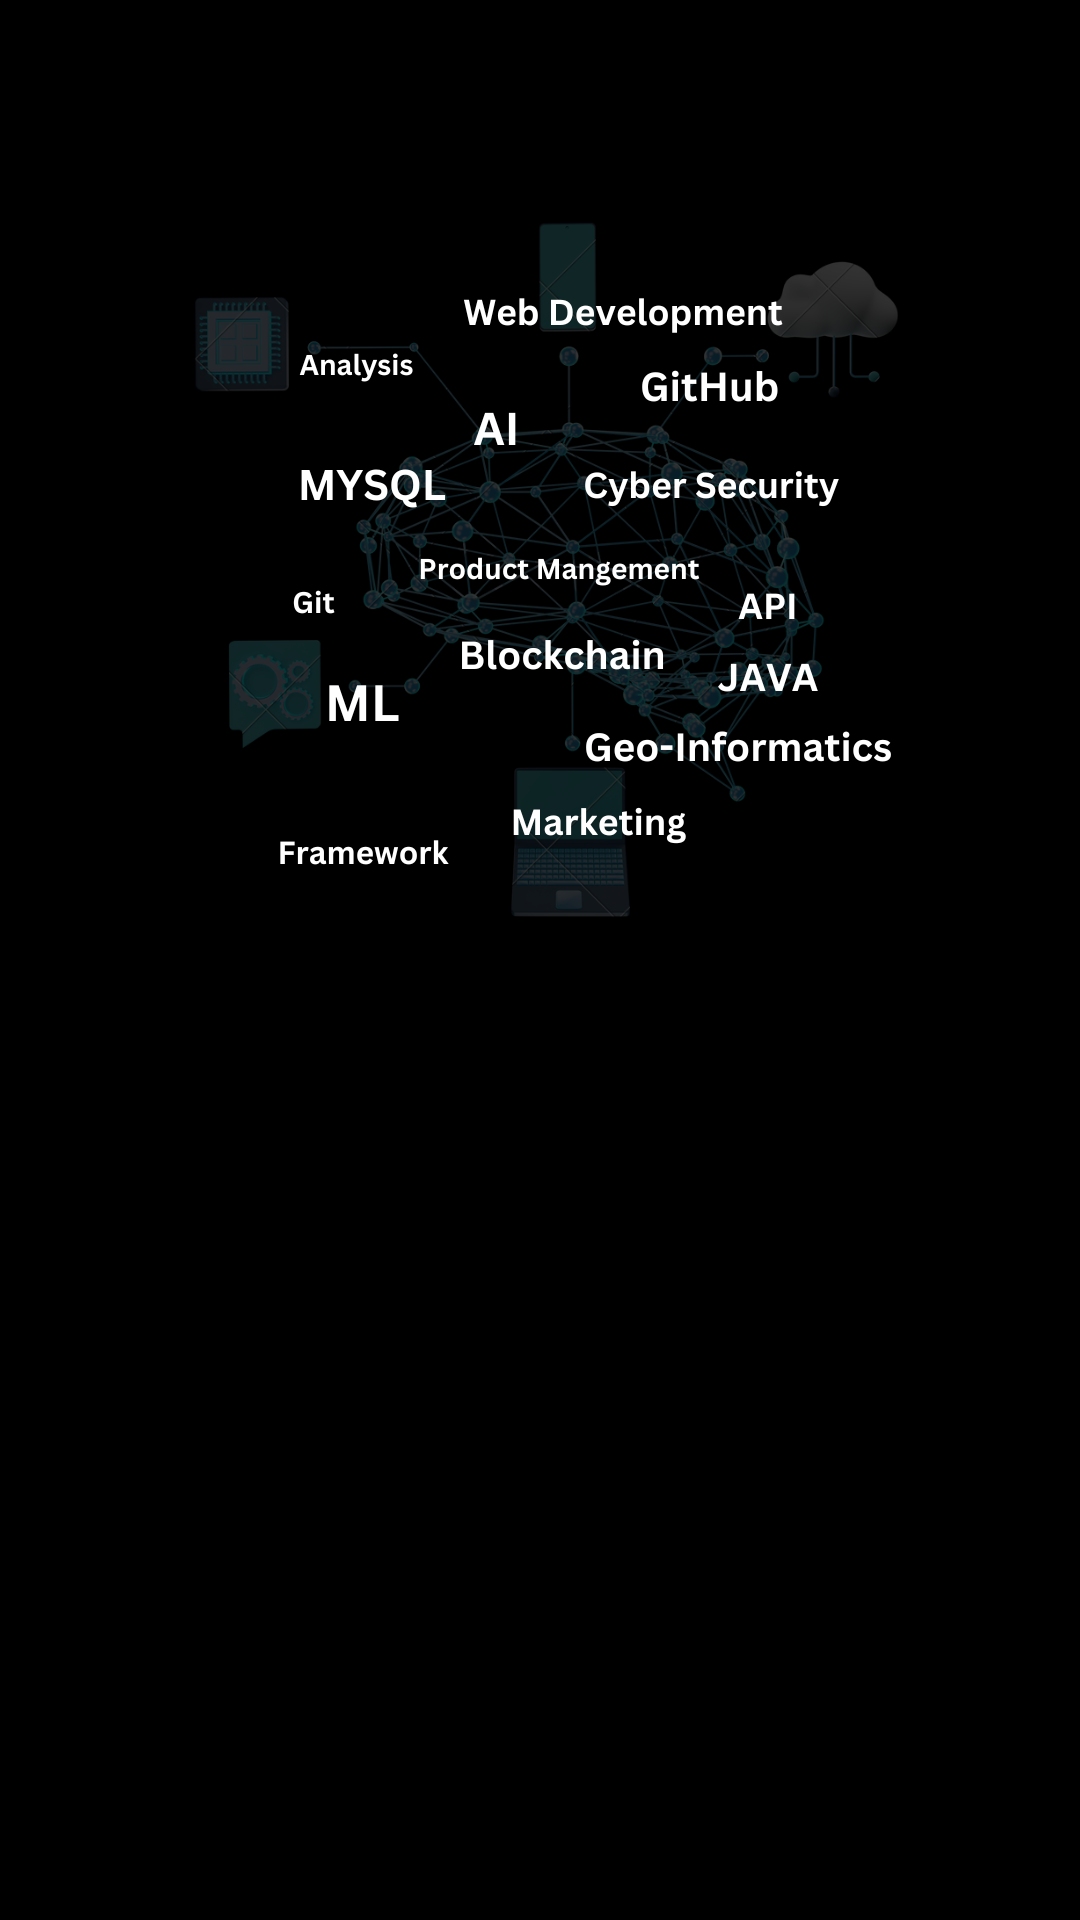 Web Development
Analysis
GitHub
AI
MYSQL
Cyber Security
Product Mangement
Git
API
Blockchain
JAVA
ML
Geo-Informatics
Marketing
Framework